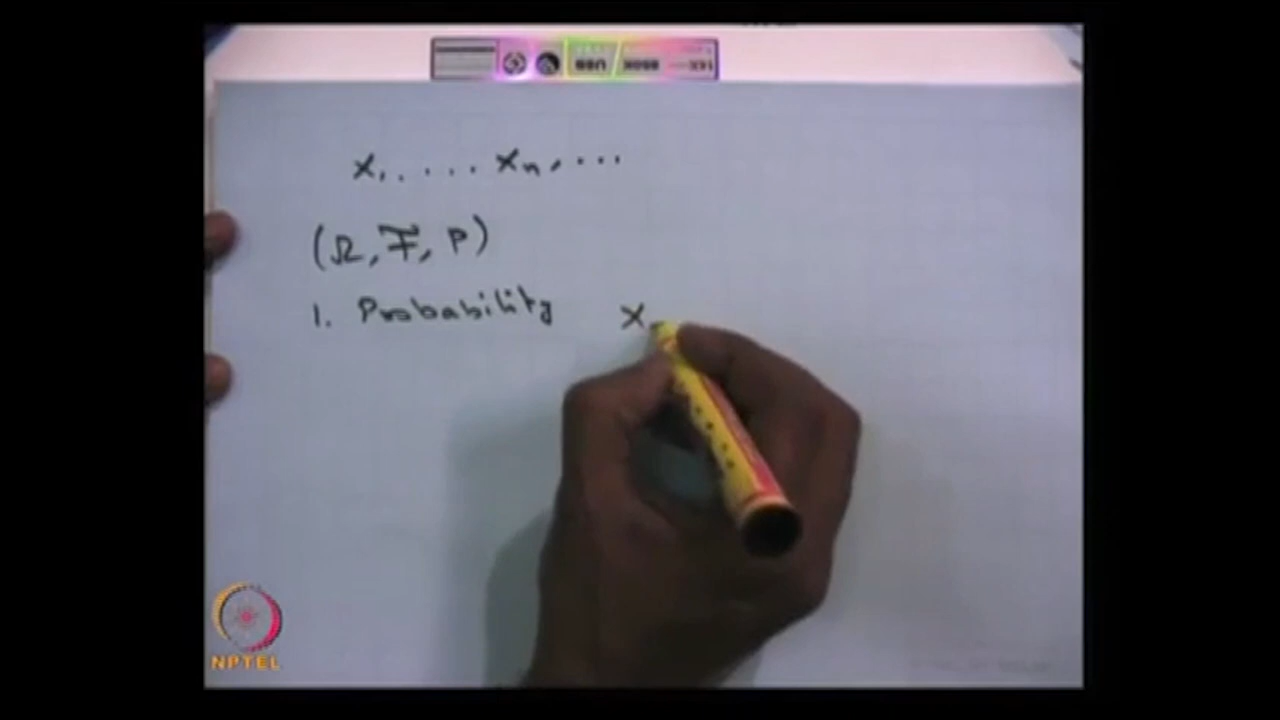 X₁, .... Xₙ, ...
(Ω, F, P)
1. Probability X
NPTEL